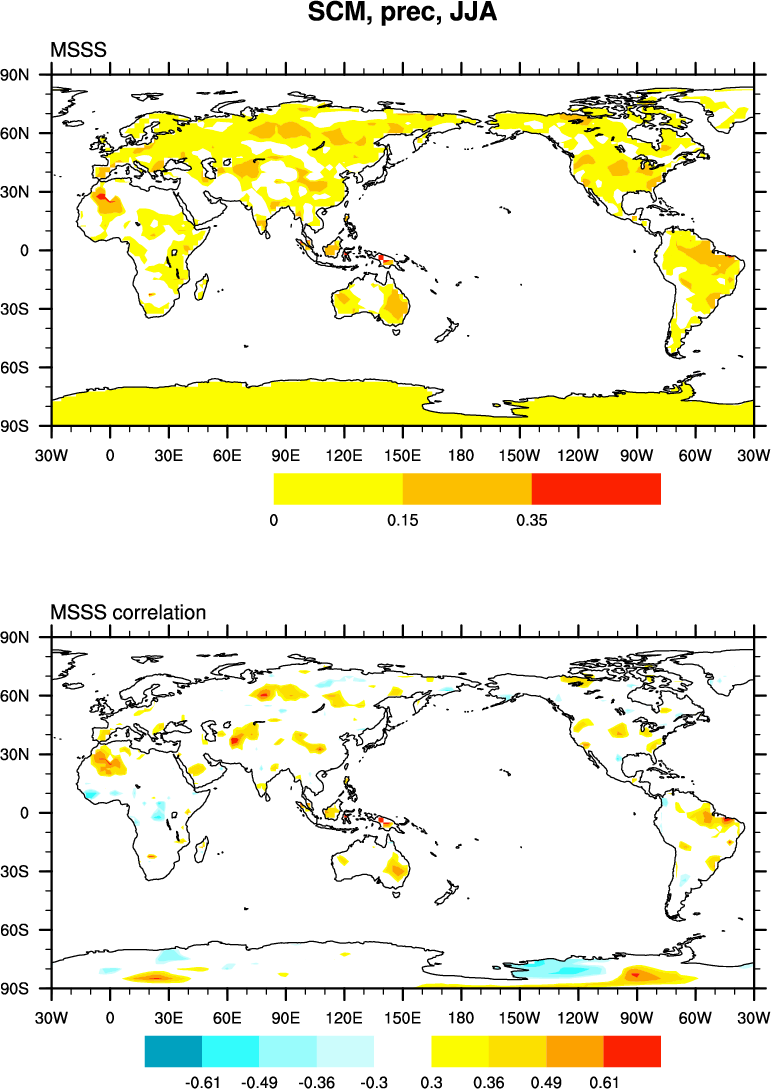 SCM, prec, JJA
MSSS
90N
60N
30N
0
30S
60S
90S
30W 0 30E 60E 90E 120E 150E 180 150W 120W 90W 60W 30W
0 0.15 0.35
MSSS correlation
90N
60N
30N
0
30S
60S
90S
30W 0 30E 60E 90E 120E 150E 180 150W 120W 90W 60W 30W
-0.61 -0.49 -0.36 -0.3 0.3 0.36 0.49 0.61